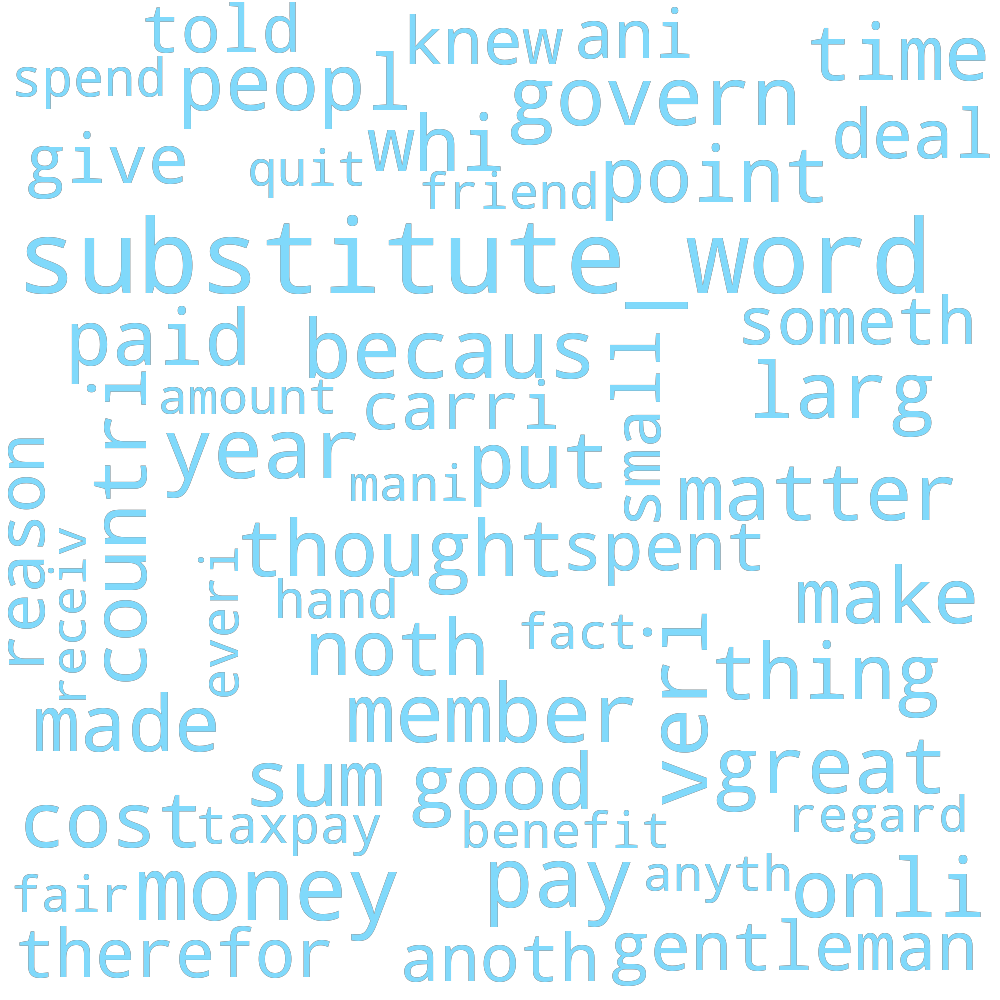 told
knew
ani
time
spend
peopl
govern
deal
give
quit
whi
friend
point
substitute_word
paid
becaus
small
someth
countri
amount
carri
larg
year
mani
put
matter
reason
receiv
everi
thought
spent
hand
make
noth
fact
veri
thing
made
member
great
sum
good
cost
taxpay
benefit
regard
fair
money
pay
anyth
onli
therefor
anoth
gentleman